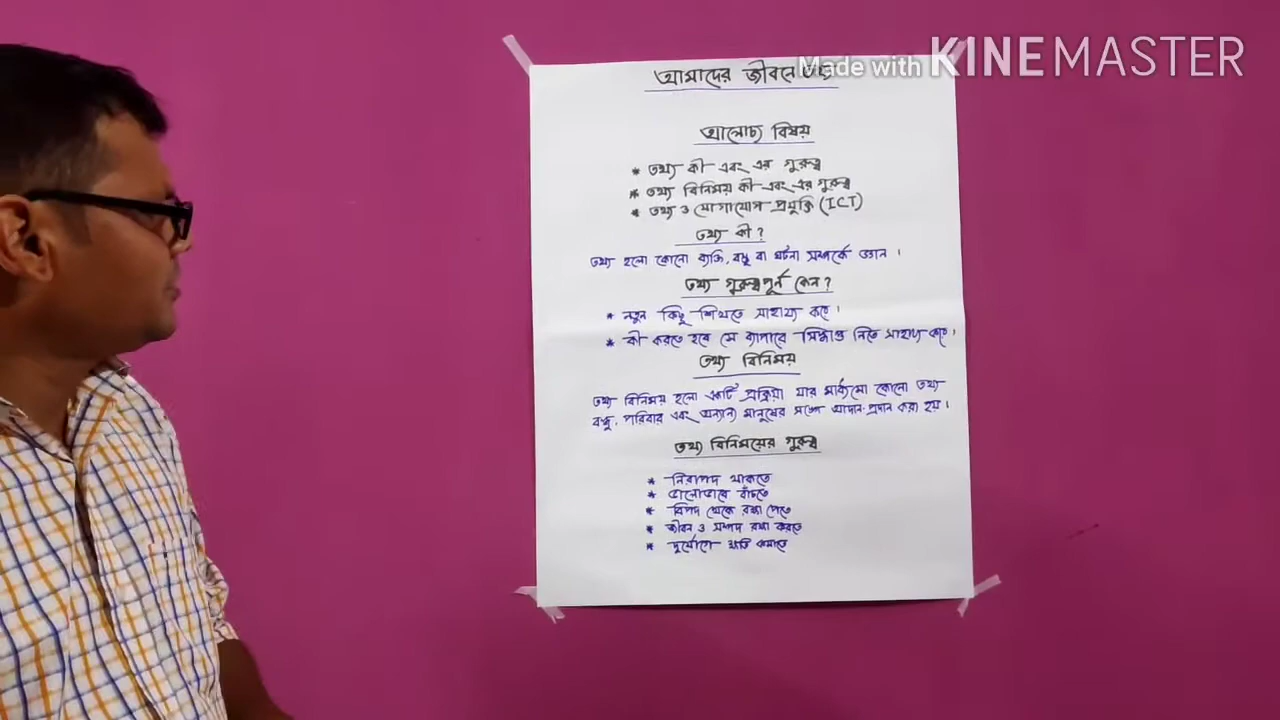 Made with KINEMASTER
আমাদের জীবনে তথ্য
আলোচ্য বিষয়
* তথ্য কী এবং এর গুরুত্ব
* তথ্য বিনিময় কী এবং এর গুরুত্ব
* তথ্য ও যোগাযোগ প্রযুক্তি (ICT)
তথ্য কী?
তথ্য হলো কোনো ব্যক্তি, বস্তু বা ঘটনা সম্পর্কে জ্ঞান।
তথ্য গুরুত্বপূর্ন কেন?
* নতুন কিছু শিখতে সাহায্য করে।
* কী করতে হবে সে ব্যাপারে সিদ্ধান্ত নিতে সাহায্য করে।
তথ্য বিনিময়
তথ্য বিনিময় হলো একটি প্রক্রিয়া যার মাধ্যমে কোনো তথ্য
বন্ধু, পরিবার এবং অন্যান্য মানুষের সঙ্গে আদান-প্রদান করা হয়।
তথ্য বিনিময়ের গুরুত্ব
* নিরাপদ থাকতে
* ভালোভাবে বাঁচতে
* বিপদ থেকে রক্ষা পেতে
* জীবন ও সম্পদ রক্ষা করতে
* দুর্যোগে ক্ষতি কমাতে